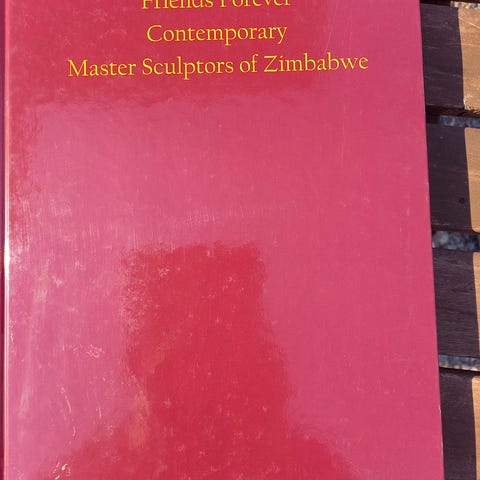 Friends Forever
Contemporary
Master Sculptors of Zimbabwe